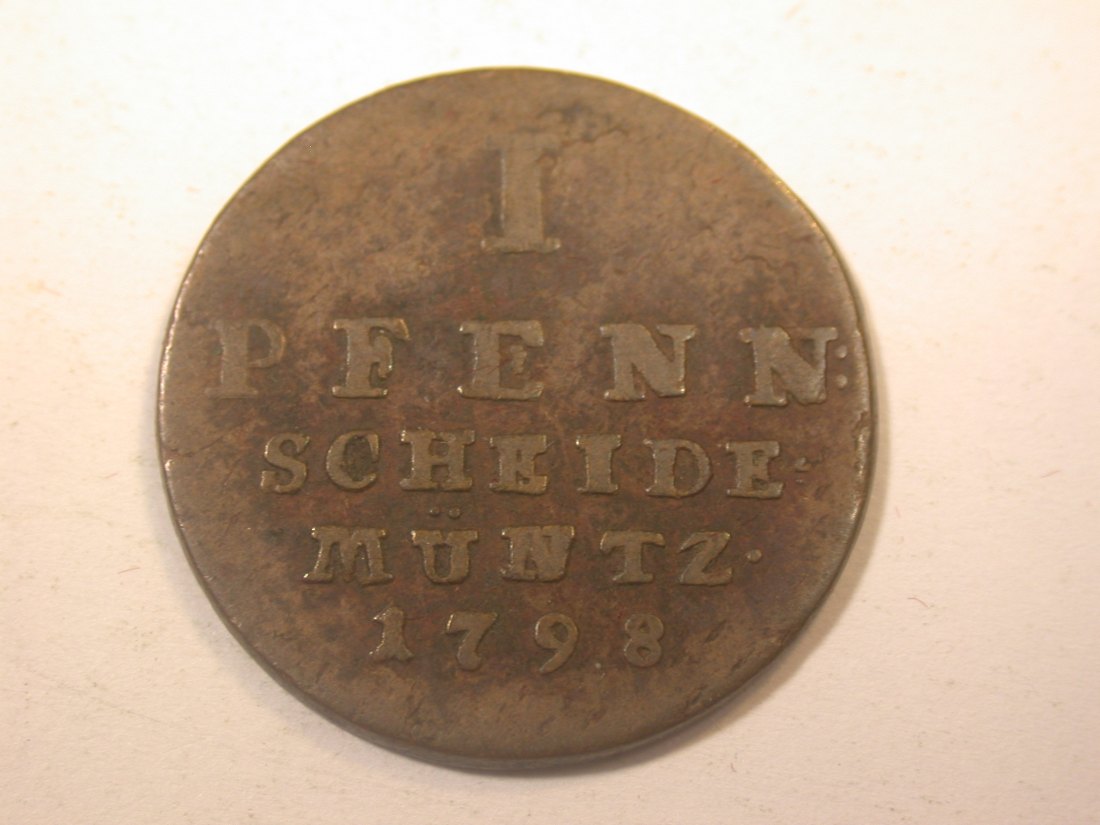 I
PFENN:
SCHEIDE:
MÜNTZ.
1798